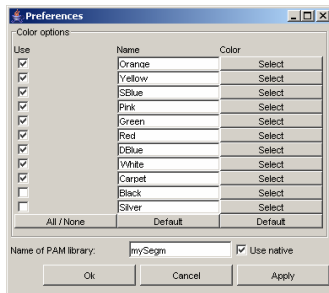 Preferences
Color options
Use Name Color
Orange Select
Yellow Select
SBlue Select
Pink Select
Green Select
Red Select
DBlue Select
White Select
Carpet Select
Black Select
Silver Select
All / None Default Default
Name of PAM library: mySegm Use native
Ok Cancel Apply